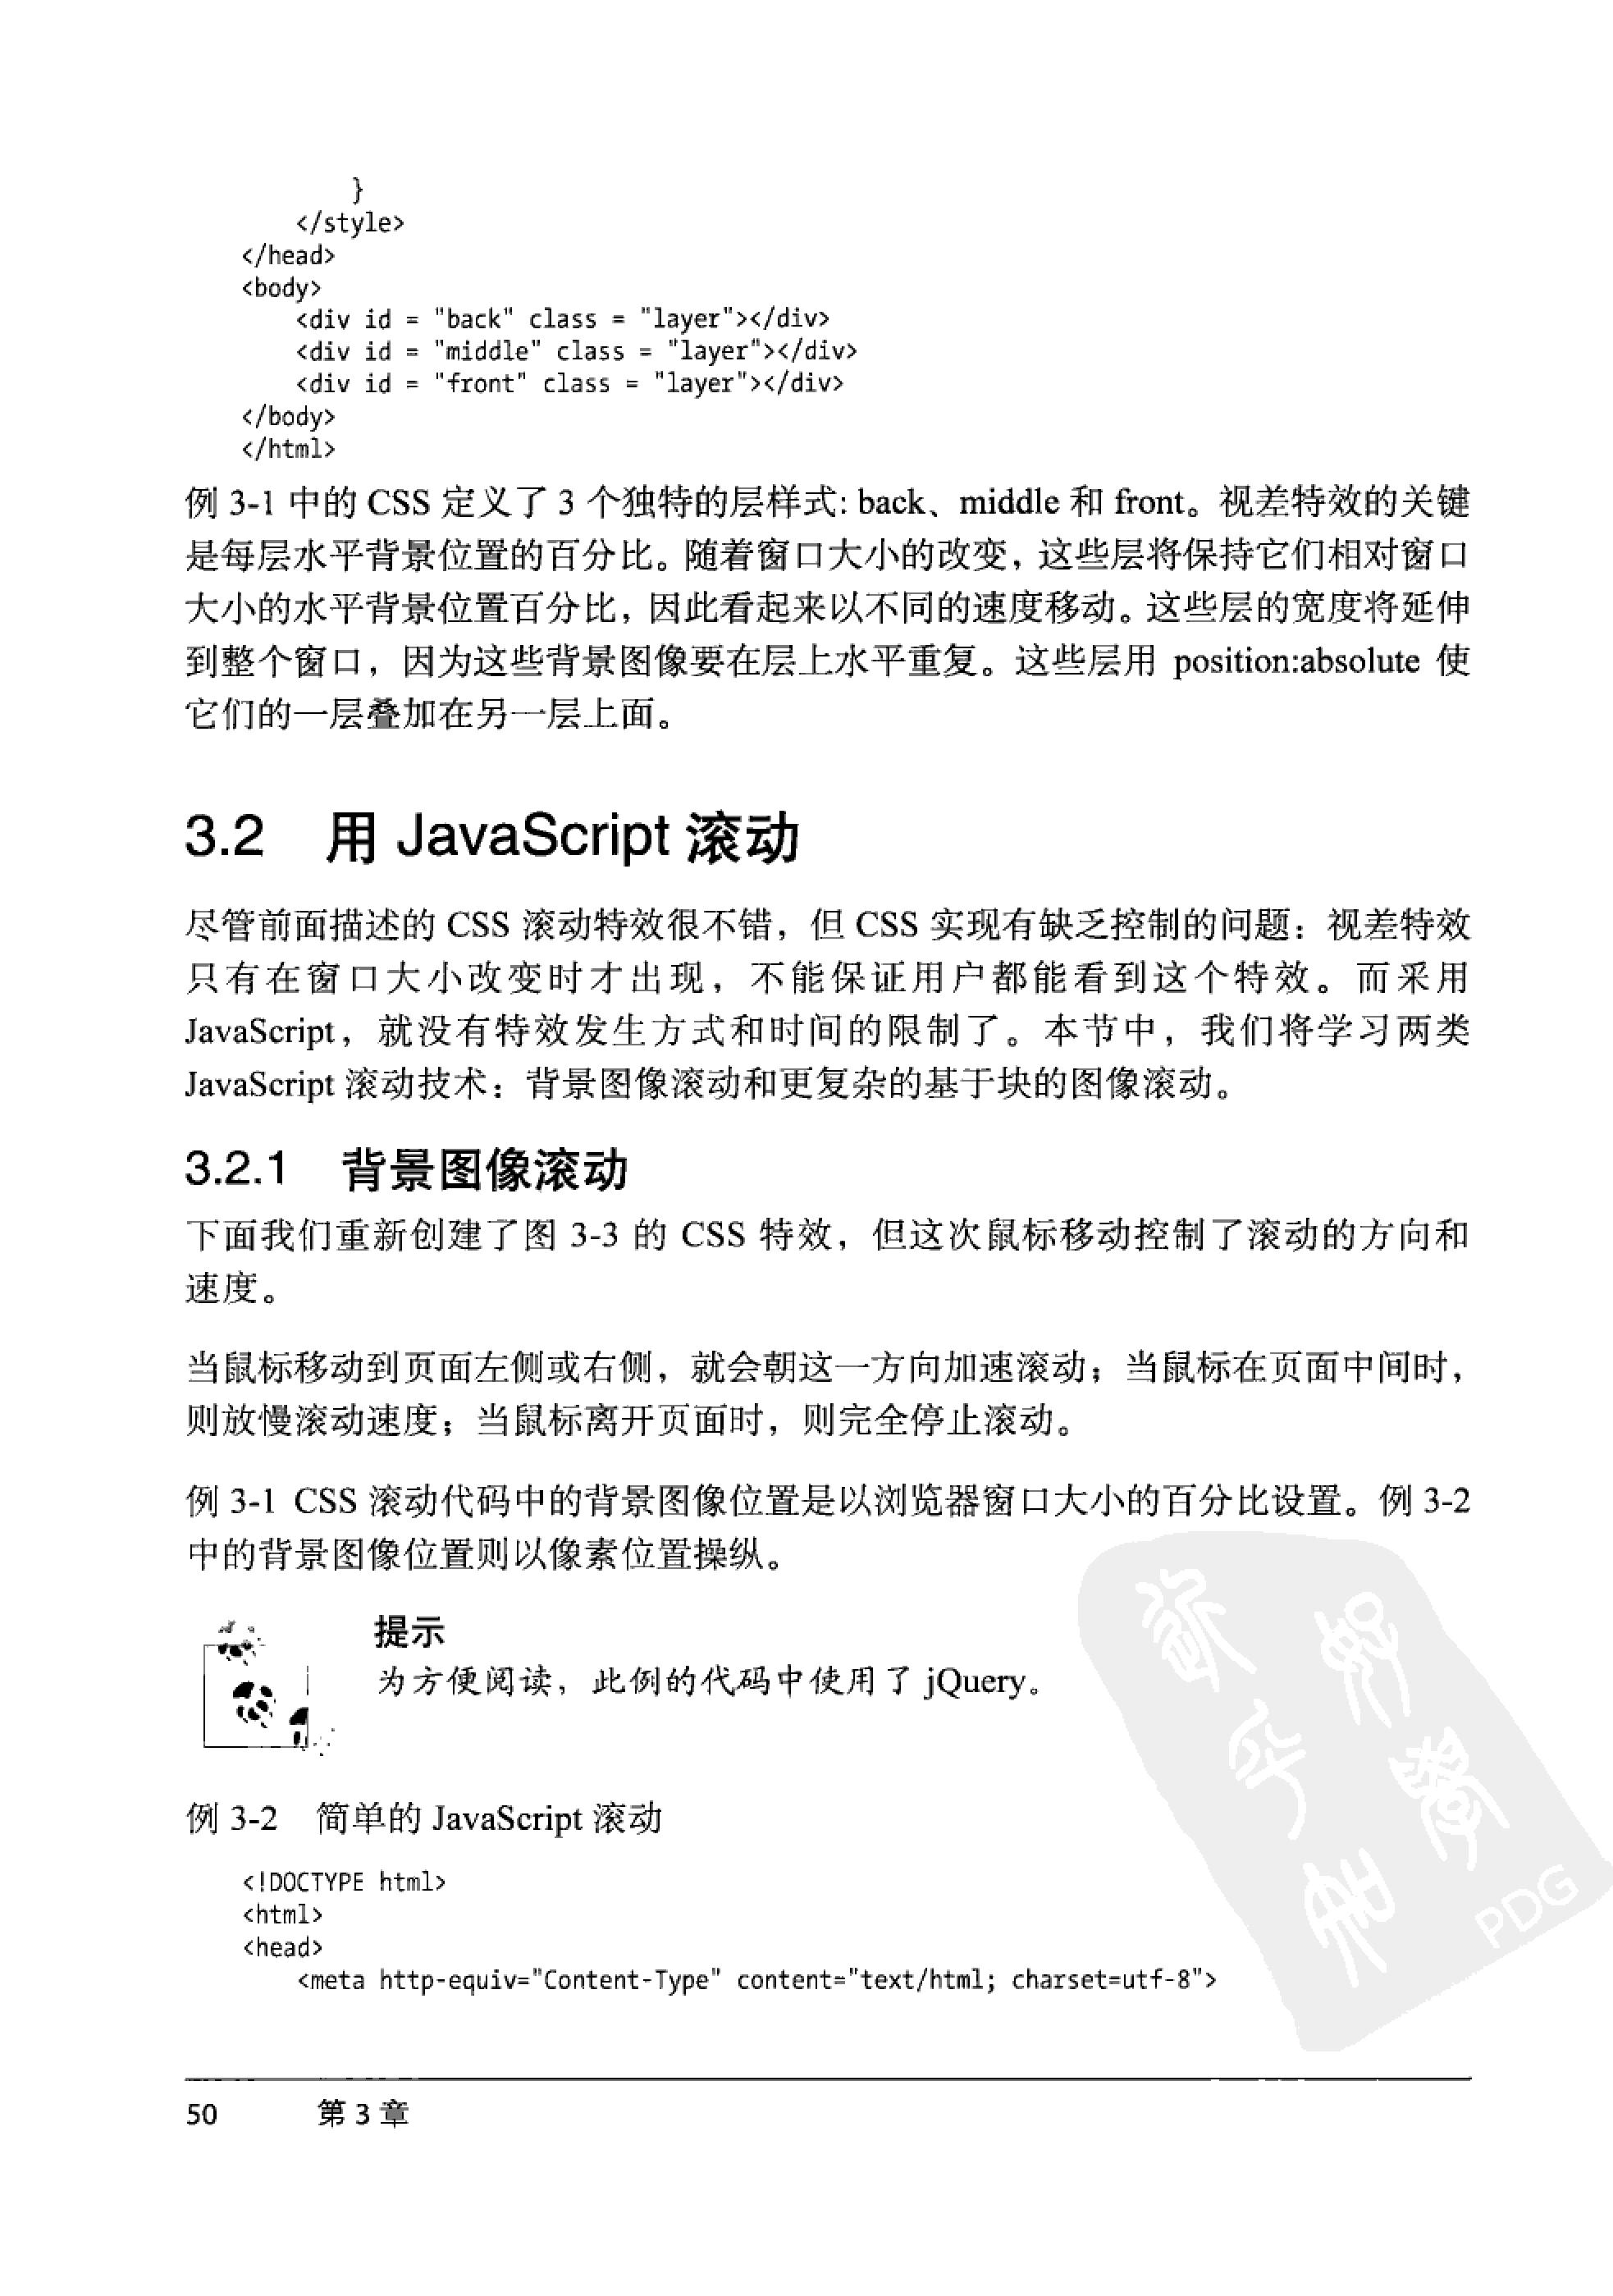 }
    </style>
</head>
<body>
    <div id = "back" class = "layer"></div>
    <div id = "middle" class = "layer"></div>
    <div id = "front" class = "layer"></div>
</body>
</html>
例 3-1 中的 CSS 定义了 3 个独特的层样式: back、middle 和 front。视差特效的关键
是每层水平背景位置的百分比。随着窗口大小的改变，这些层将保持它们相对窗口
大小的水平背景位置百分比，因此看起来以不同的速度移动。这些层的宽度将延伸
到整个窗口，因为这些背景图像要在层上水平重复。这些层用 position:absolute 使
它们的一层叠加在另一层上面。
3.2 用 JavaScript 滚动
尽管前面描述的 CSS 滚动特效很不错，但 CSS 实现有缺乏控制的问题：视差特效
只有在窗口大小改变时才出现，不能保证用户都能看到这个特效。而采用
JavaScript，就没有特效发生方式和时间的限制了。本节中，我们将学习两类
JavaScript 滚动技术：背景图像滚动和更复杂的基于块的图像滚动。
3.2.1 背景图像滚动
下面我们重新创建了图 3-3 的 CSS 特效，但这次鼠标移动控制了滚动的方向和
速度。
当鼠标移动到页面左侧或右侧，就会朝这一方向加速滚动；当鼠标在页面中间时，
则放慢滚动速度；当鼠标离开页面时，则完全停止滚动。
例 3-1 CSS 滚动代码中的背景图像位置是以浏览器窗口大小的百分比设置。例 3-2
中的背景图像位置则以像素位置操纵。
提示
为方便阅读，此例的代码中使用了 jQuery。
例 3-2 简单的 JavaScript 滚动
<!DOCTYPE html>
<html>
<head>
    <meta http-equiv="Content-Type" content="text/html; charset=utf-8">
PDG
50 第 3 章